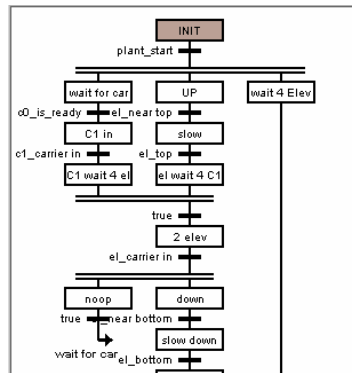 INIT
plant_start
wait for car
UP
wait 4 Elev
c0_is_ready
el_near top
C1 in
slow
c1_carrier in
el_top
C1 wait 4 el
el wait 4 C1
true
2 elev
el_carrier in
noop
down
true
near bottom
wait for car
slow down
el_bottom